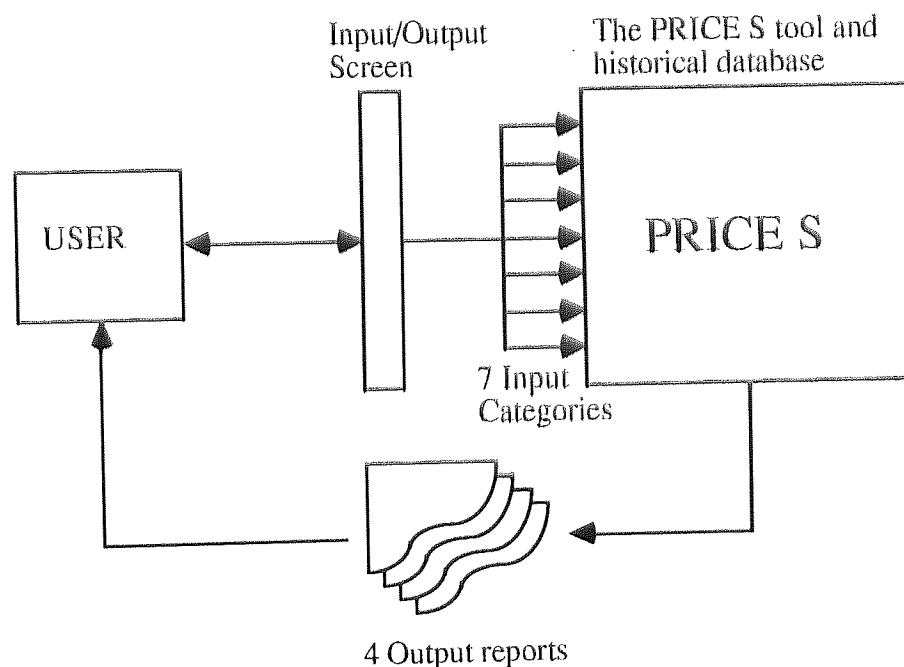 Input/Output
Screen
The PRICE S tool and
historical database
USER
PRICE S
7 Input
Categories
4 Output reports